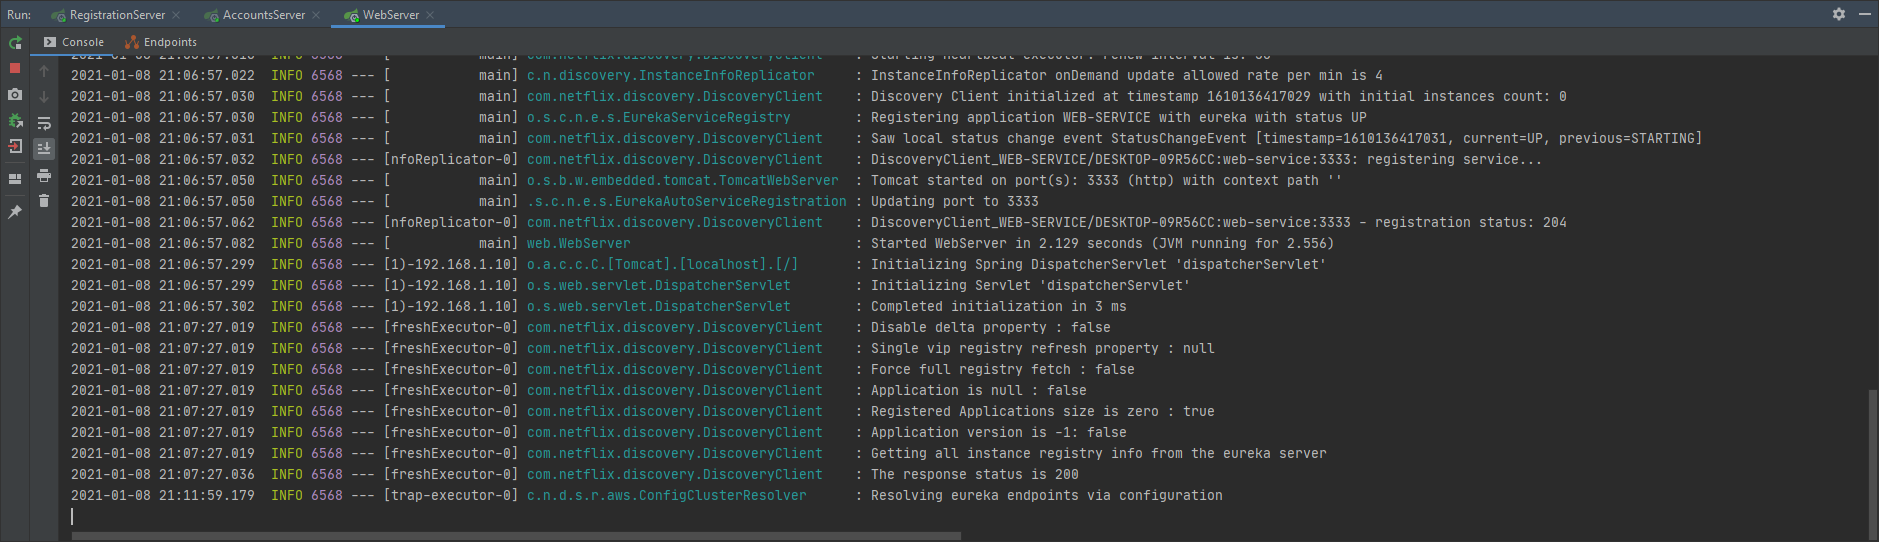 Run: RegistrationServer AccountsServer WebServer
Console Endpoints
2021-01-08 21:06:57.022  INFO 6568 --- [           main] c.n.discovery.InstanceInfoReplicator     : InstanceInfoReplicator onDemand update allowed rate per min is 4
2021-01-08 21:06:57.030  INFO 6568 --- [           main] com.netflix.discovery.DiscoveryClient    : Discovery Client initialized at timestamp 1610136417029 with initial instances count: 0
2021-01-08 21:06:57.030  INFO 6568 --- [           main] o.s.c.n.e.s.EurekaServiceRegistry        : Registering application WEB-SERVICE with eureka with status UP
2021-01-08 21:06:57.031  INFO 6568 --- [           main] com.netflix.discovery.DiscoveryClient    : Saw local status change event StatusChangeEvent [timestamp=1610136417031, current=UP, previous=STARTING]
2021-01-08 21:06:57.032  INFO 6568 --- [nfoReplicator-0] com.netflix.discovery.DiscoveryClient    : DiscoveryClient_WEB-SERVICE/DESKTOP-09R56CC:web-service:3333: registering service...
2021-01-08 21:06:57.050  INFO 6568 --- [           main] o.s.b.w.embedded.tomcat.TomcatWebServer  : Tomcat started on port(s): 3333 (http) with context path ''
2021-01-08 21:06:57.050  INFO 6568 --- [           main] .s.c.n.e.s.EurekaAutoServiceRegistration : Updating port to 3333
2021-01-08 21:06:57.062  INFO 6568 --- [nfoReplicator-0] com.netflix.discovery.DiscoveryClient    : DiscoveryClient_WEB-SERVICE/DESKTOP-09R56CC:web-service:3333 - registration status: 204
2021-01-08 21:06:57.082  INFO 6568 --- [           main] web.WebServer                            : Started WebServer in 2.129 seconds (JVM running for 2.556)
2021-01-08 21:06:57.299  INFO 6568 --- [1)-192.168.1.10] o.a.c.c.C.[Tomcat].[localhost].[/]       : Initializing Spring DispatcherServlet 'dispatcherServlet'
2021-01-08 21:06:57.299  INFO 6568 --- [1)-192.168.1.10] o.s.web.servlet.DispatcherServlet        : Initializing Servlet 'dispatcherServlet'
2021-01-08 21:06:57.302  INFO 6568 --- [1)-192.168.1.10] o.s.web.servlet.DispatcherServlet        : Completed initialization in 3 ms
2021-01-08 21:07:27.019  INFO 6568 --- [freshExecutor-0] com.netflix.discovery.DiscoveryClient    : Disable delta property : false
2021-01-08 21:07:27.019  INFO 6568 --- [freshExecutor-0] com.netflix.discovery.DiscoveryClient    : Single vip registry refresh property : null
2021-01-08 21:07:27.019  INFO 6568 --- [freshExecutor-0] com.netflix.discovery.DiscoveryClient    : Force full registry fetch : false
2021-01-08 21:07:27.019  INFO 6568 --- [freshExecutor-0] com.netflix.discovery.DiscoveryClient    : Application is null : false
2021-01-08 21:07:27.019  INFO 6568 --- [freshExecutor-0] com.netflix.discovery.DiscoveryClient    : Registered Applications size is zero : true
2021-01-08 21:07:27.019  INFO 6568 --- [freshExecutor-0] com.netflix.discovery.DiscoveryClient    : Application version is -1: false
2021-01-08 21:07:27.019  INFO 6568 --- [freshExecutor-0] com.netflix.discovery.DiscoveryClient    : Getting all instance registry info from the eureka server
2021-01-08 21:07:27.036  INFO 6568 --- [freshExecutor-0] com.netflix.discovery.DiscoveryClient    : The response status is 200
2021-01-08 21:11:59.179  INFO 6568 --- [trap-executor-0] c.n.d.s.r.aws.ConfigClusterResolver      : Resolving eureka endpoints via configuration